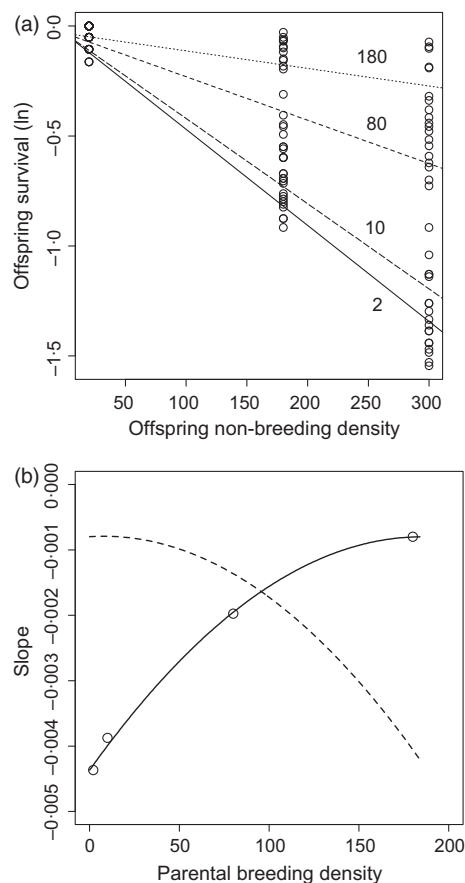 (a)
0·0
−0·5
−1·0
−1·5
Offspring survival (ln)
180
80
10
2
50 100 150 200 250 300
Offspring non-breeding density
(b)
0·000
−0·001
−0·002
−0·003
−0·004
−0·005
Slope
0 50 100 150 200
Parental breeding density